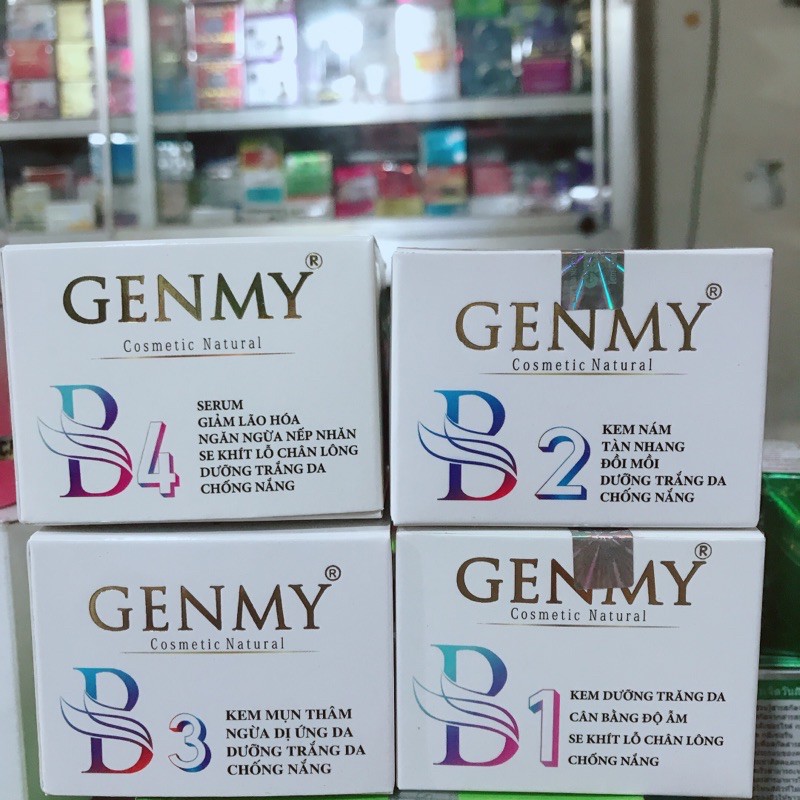 GENMY®
Cosmetic Natural
B4
SERUM
GIẢM LÃO HÓA
NGĂN NGỪA NẾP NHĂN
SE KHÍT LỖ CHÂN LÔNG
DƯỠNG TRẮNG DA
CHỐNG NẮNG
GENMY®
Cosmetic Natural
B2
KEM NÁM
TÀN NHANG
ĐỒI MỒI
DƯỠNG TRẮNG DA
CHỐNG NẮNG
GENMY®
Cosmetic Natural
B3
KEM MỤN THÂM
NGỪA DỊ ỨNG DA
DƯỠNG TRẮNG DA
CHỐNG NẮNG
GENMY®
Cosmetic Natural
B1
KEM DƯỠNG TRĂNG DA
CÂN BẰNG ĐỘ ẨM
SE KHÍT LỖ CHÂN LÔNG
CHỐNG NẮNG